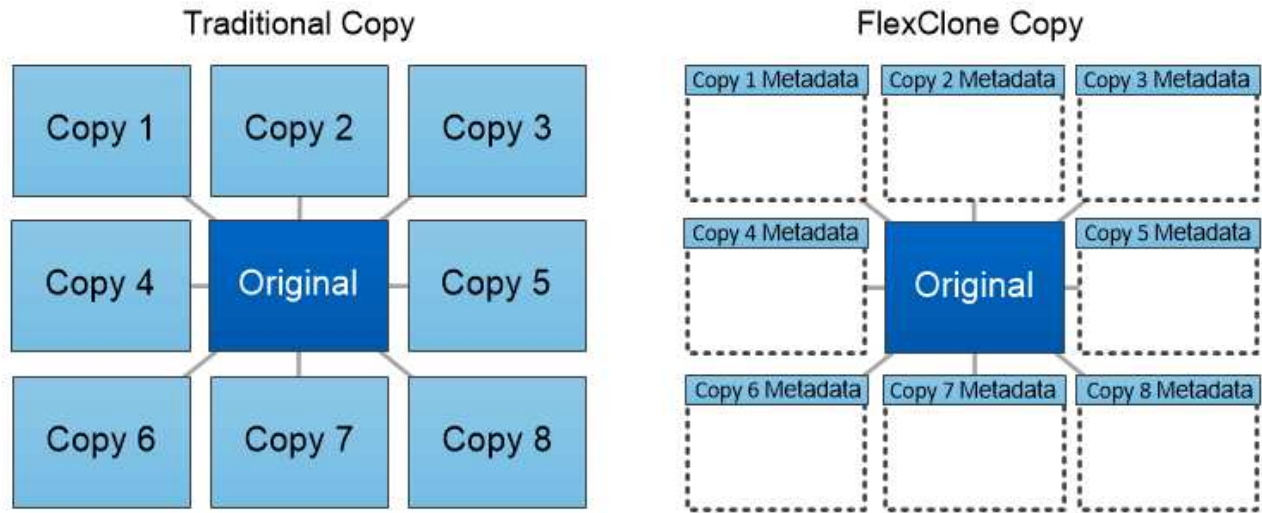 Traditional Copy
Copy 1
Copy 2
Copy 3
Copy 4
Original
Copy 5
Copy 6
Copy 7
Copy 8
FlexClone Copy
Copy 1 Metadata
Copy 2 Metadata
Copy 3 Metadata
Copy 4 Metadata
Original
Copy 5 Metadata
Copy 6 Metadata
Copy 7 Metadata
Copy 8 Metadata